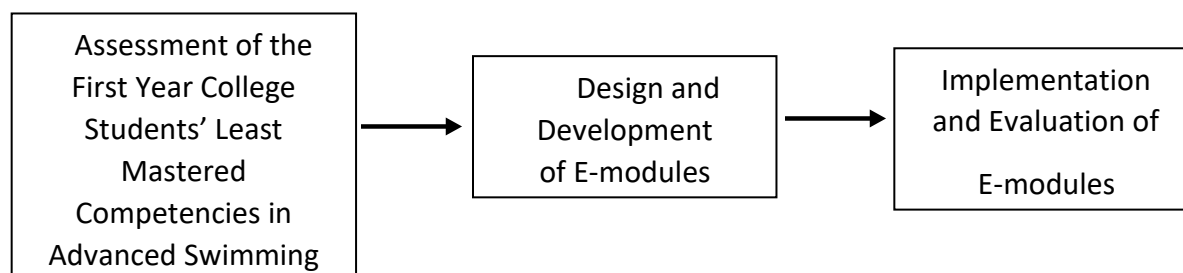 Assessment of the
First Year College
Students’ Least
Mastered
Competencies in
Advanced Swimming
Design and
Development
of E-modules
Implementation
and Evaluation of
E-modules